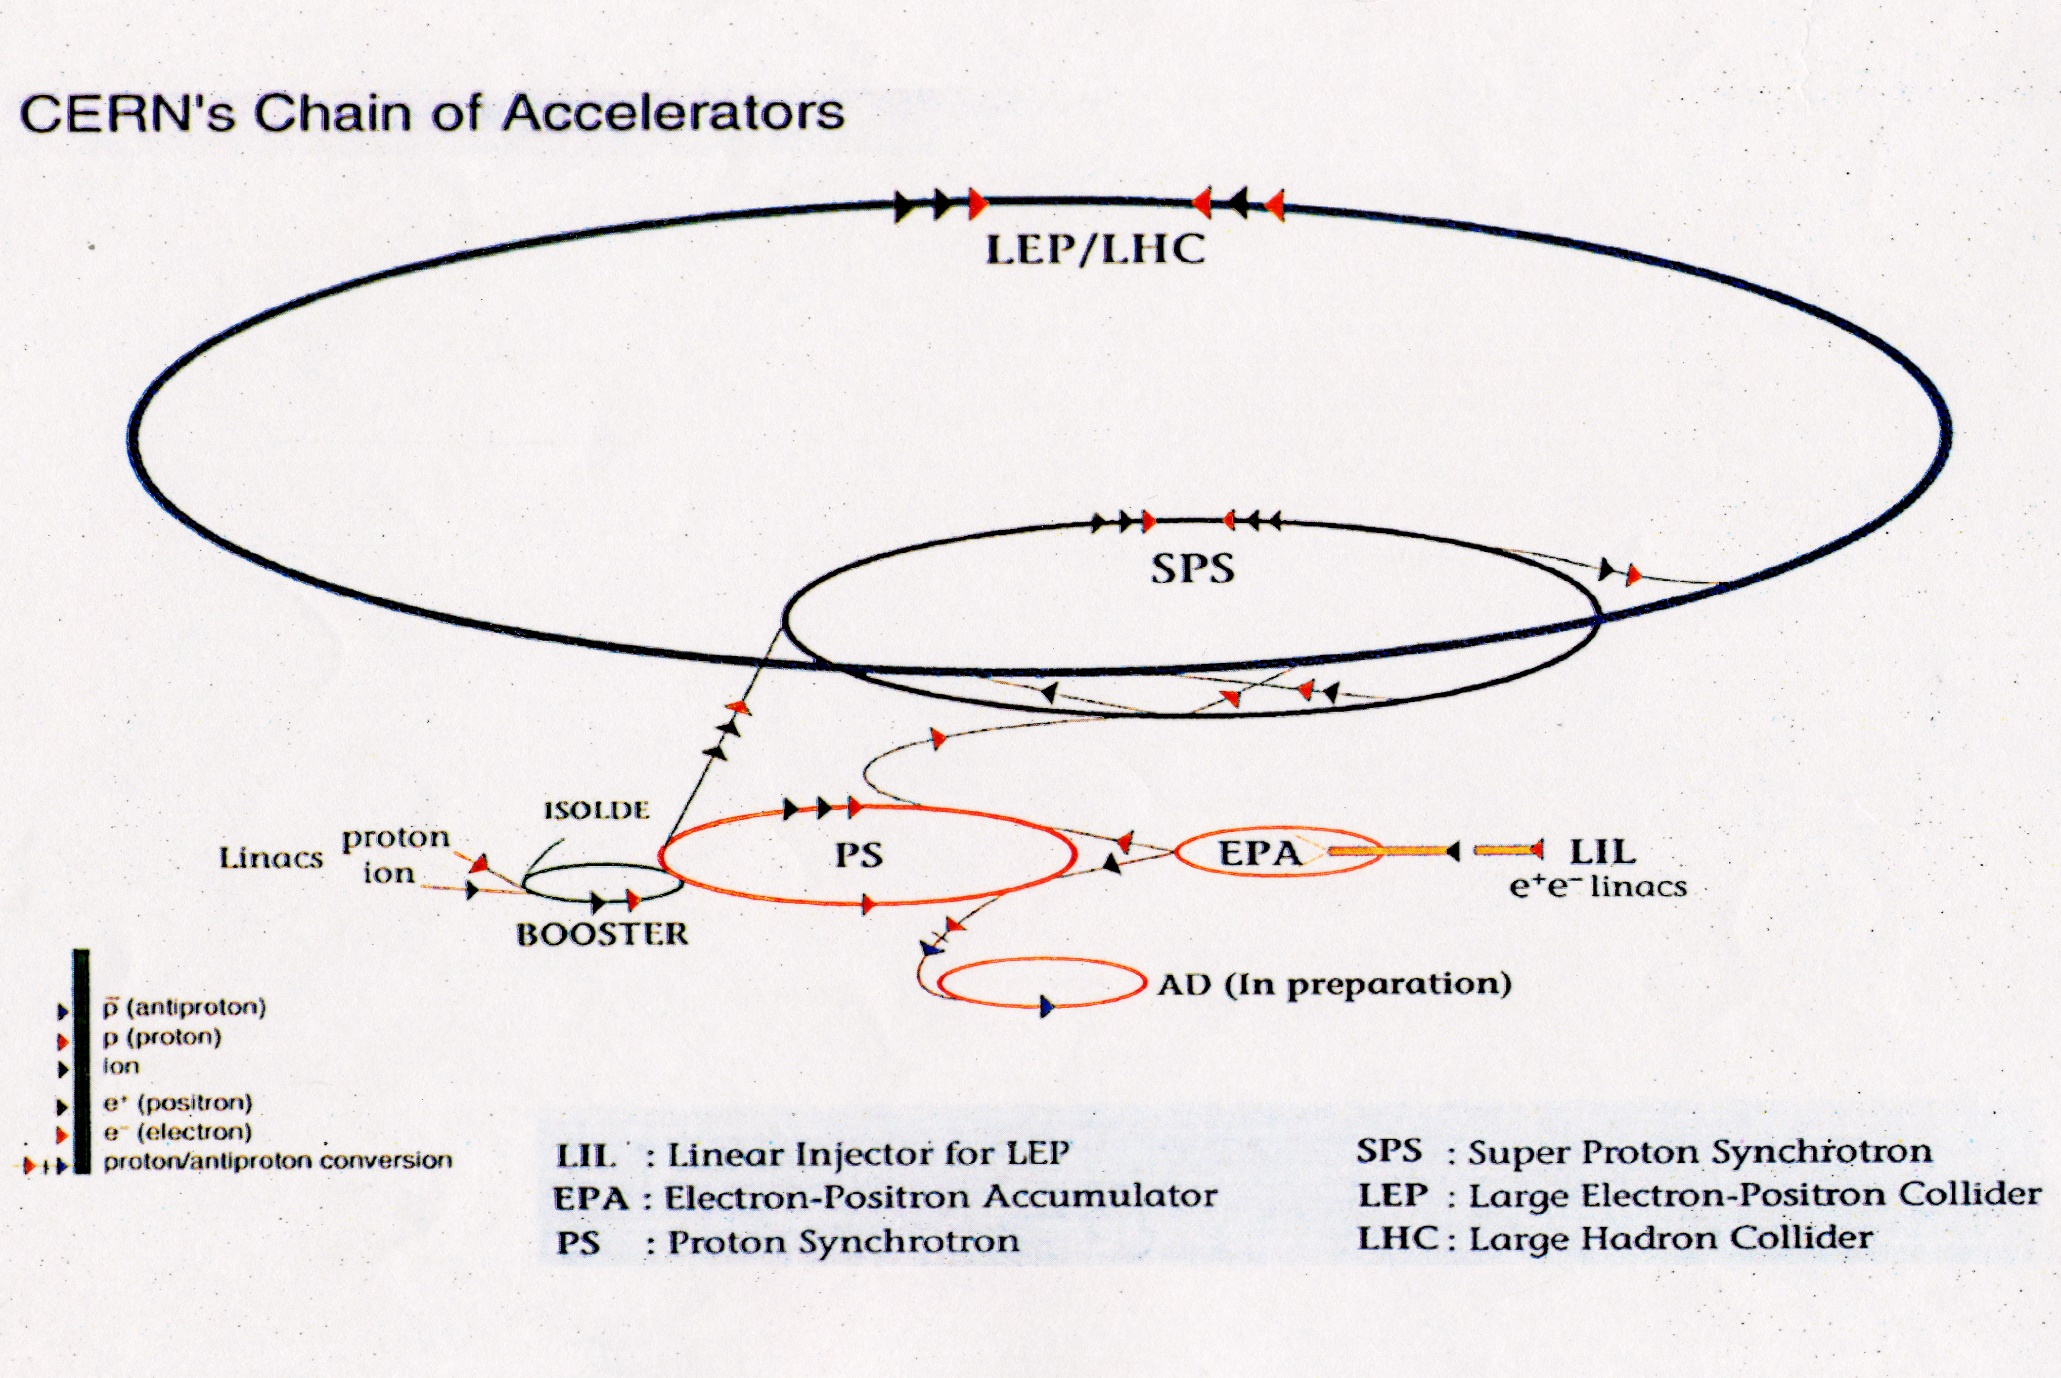 CERN's Chain of Accelerators
LEP/LHC
SPS
ISOLDE
Linacs proton
ion
PS
EPA
LIL
e⁺e⁻ linacs
BOOSTER
AD (In preparation)
p̄ (antiproton)
p (proton)
ion
e⁺ (positron)
e⁻ (electron)
proton/antiproton conversion
LIL : Linear Injector for LEP
EPA : Electron-Positron Accumulator
PS : Proton Synchrotron
SPS : Super Proton Synchrotron
LEP : Large Electron-Positron Collider
LHC : Large Hadron Collider